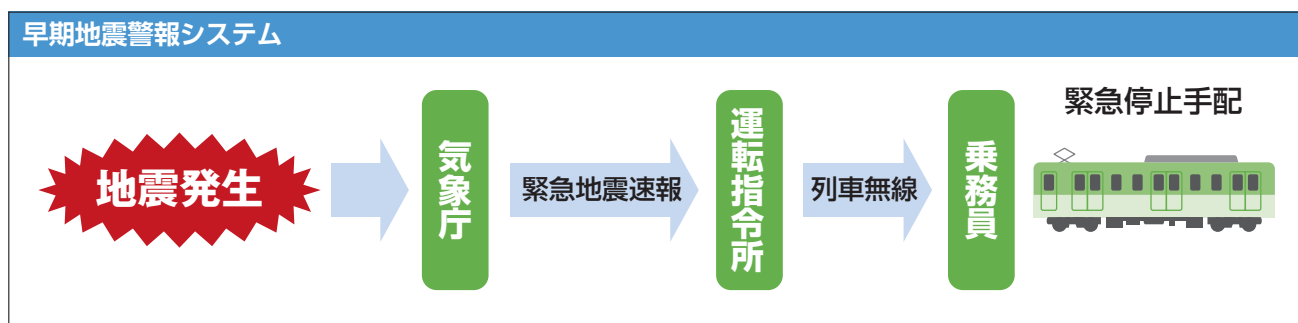 早期地震警報システム
地震発生
気象庁
緊急地震速報
運転指令所
列車無線
乗務員
緊急停止手配